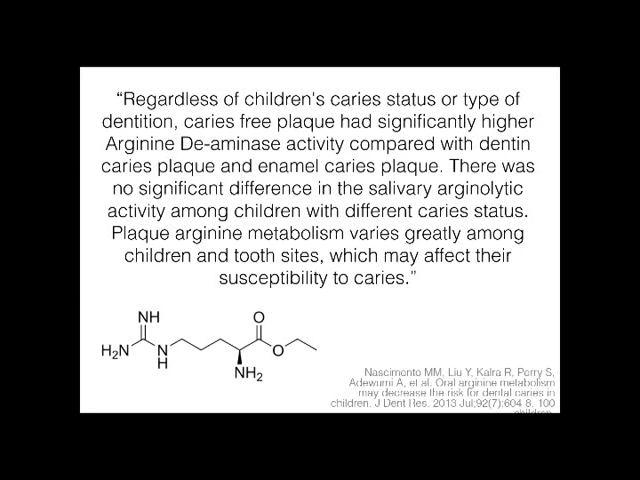 “Regardless of children's caries status or type of
dentition, caries free plaque had significantly higher
Arginine De-aminase activity compared with dentin
caries plaque and enamel caries plaque. There was
no significant difference in the salivary arginolytic
activity among children with different caries status.
Plaque arginine metabolism varies greatly among
children and tooth sites, which may affect their
susceptibility to caries.”
NH
O
H₂N
N
H
O
NH₂
Nascimento MM, Liu Y, Kalra R, Perry S,
Adewumi A, et al. Oral arginine metabolism
may decrease the risk for dental caries in
children. J Dent Res. 2013 Jul;92(7):604 8. 100
children.